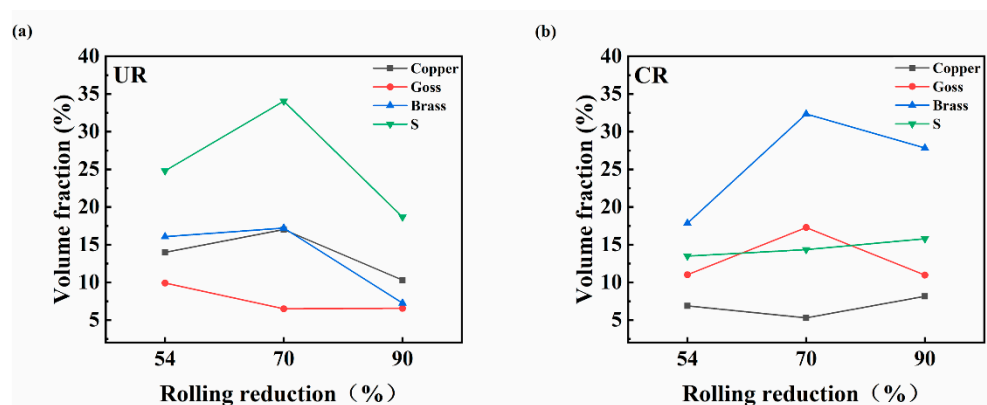 (a)
UR
Copper
Goss
Brass
S
Volume fraction (%)
40
35
30
25
20
15
10
5
54 70 90
Rolling reduction（%）
(b)
CR
Copper
Goss
Brass
S
Volume fraction (%)
40
35
30
25
20
15
10
5
54 70 90
Rolling reduction（%）